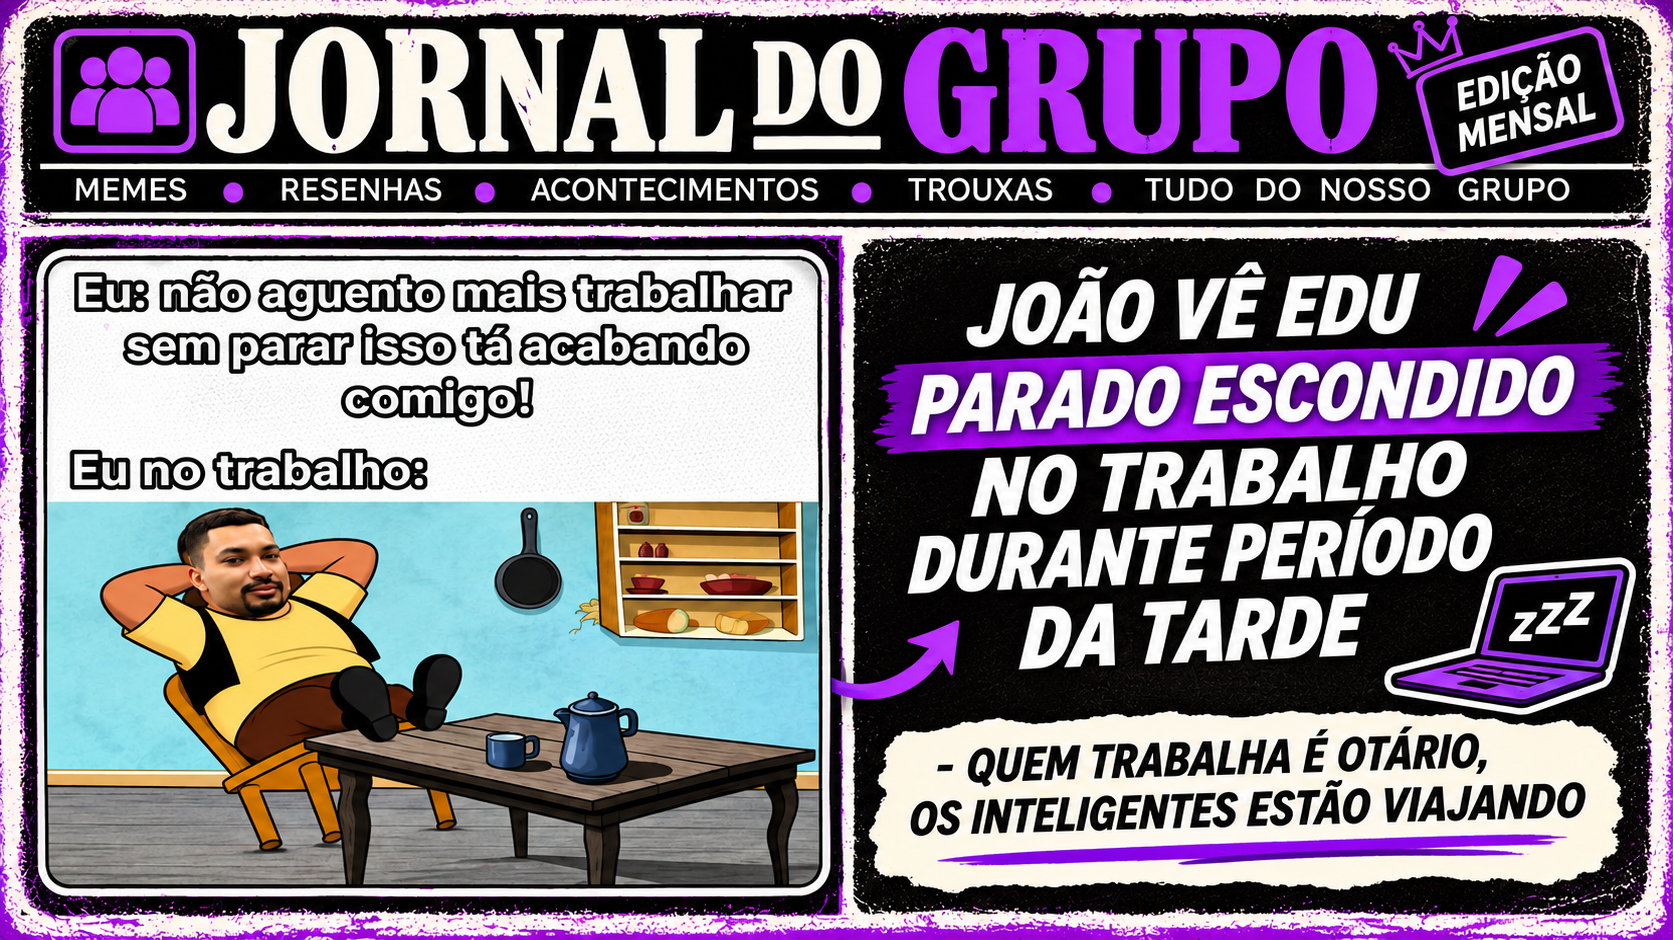 JORNAL DO GRUPO
EDIÇÃO
MENSAL
MEMES • RESENHAS • ACONTECIMENTOS • TROUXAS • TUDO DO NOSSO GRUPO
Eu: não aguento mais trabalhar
sem parar isso tá acabando
comigo!
Eu no trabalho:
JOÃO VÊ EDU
PARADO ESCONDIDO
NO TRABALHO
DURANTE PERÍODO
DA TARDE
zzz
- QUEM TRABALHA É OTÁRIO,
OS INTELIGENTES ESTÃO VIAJANDO